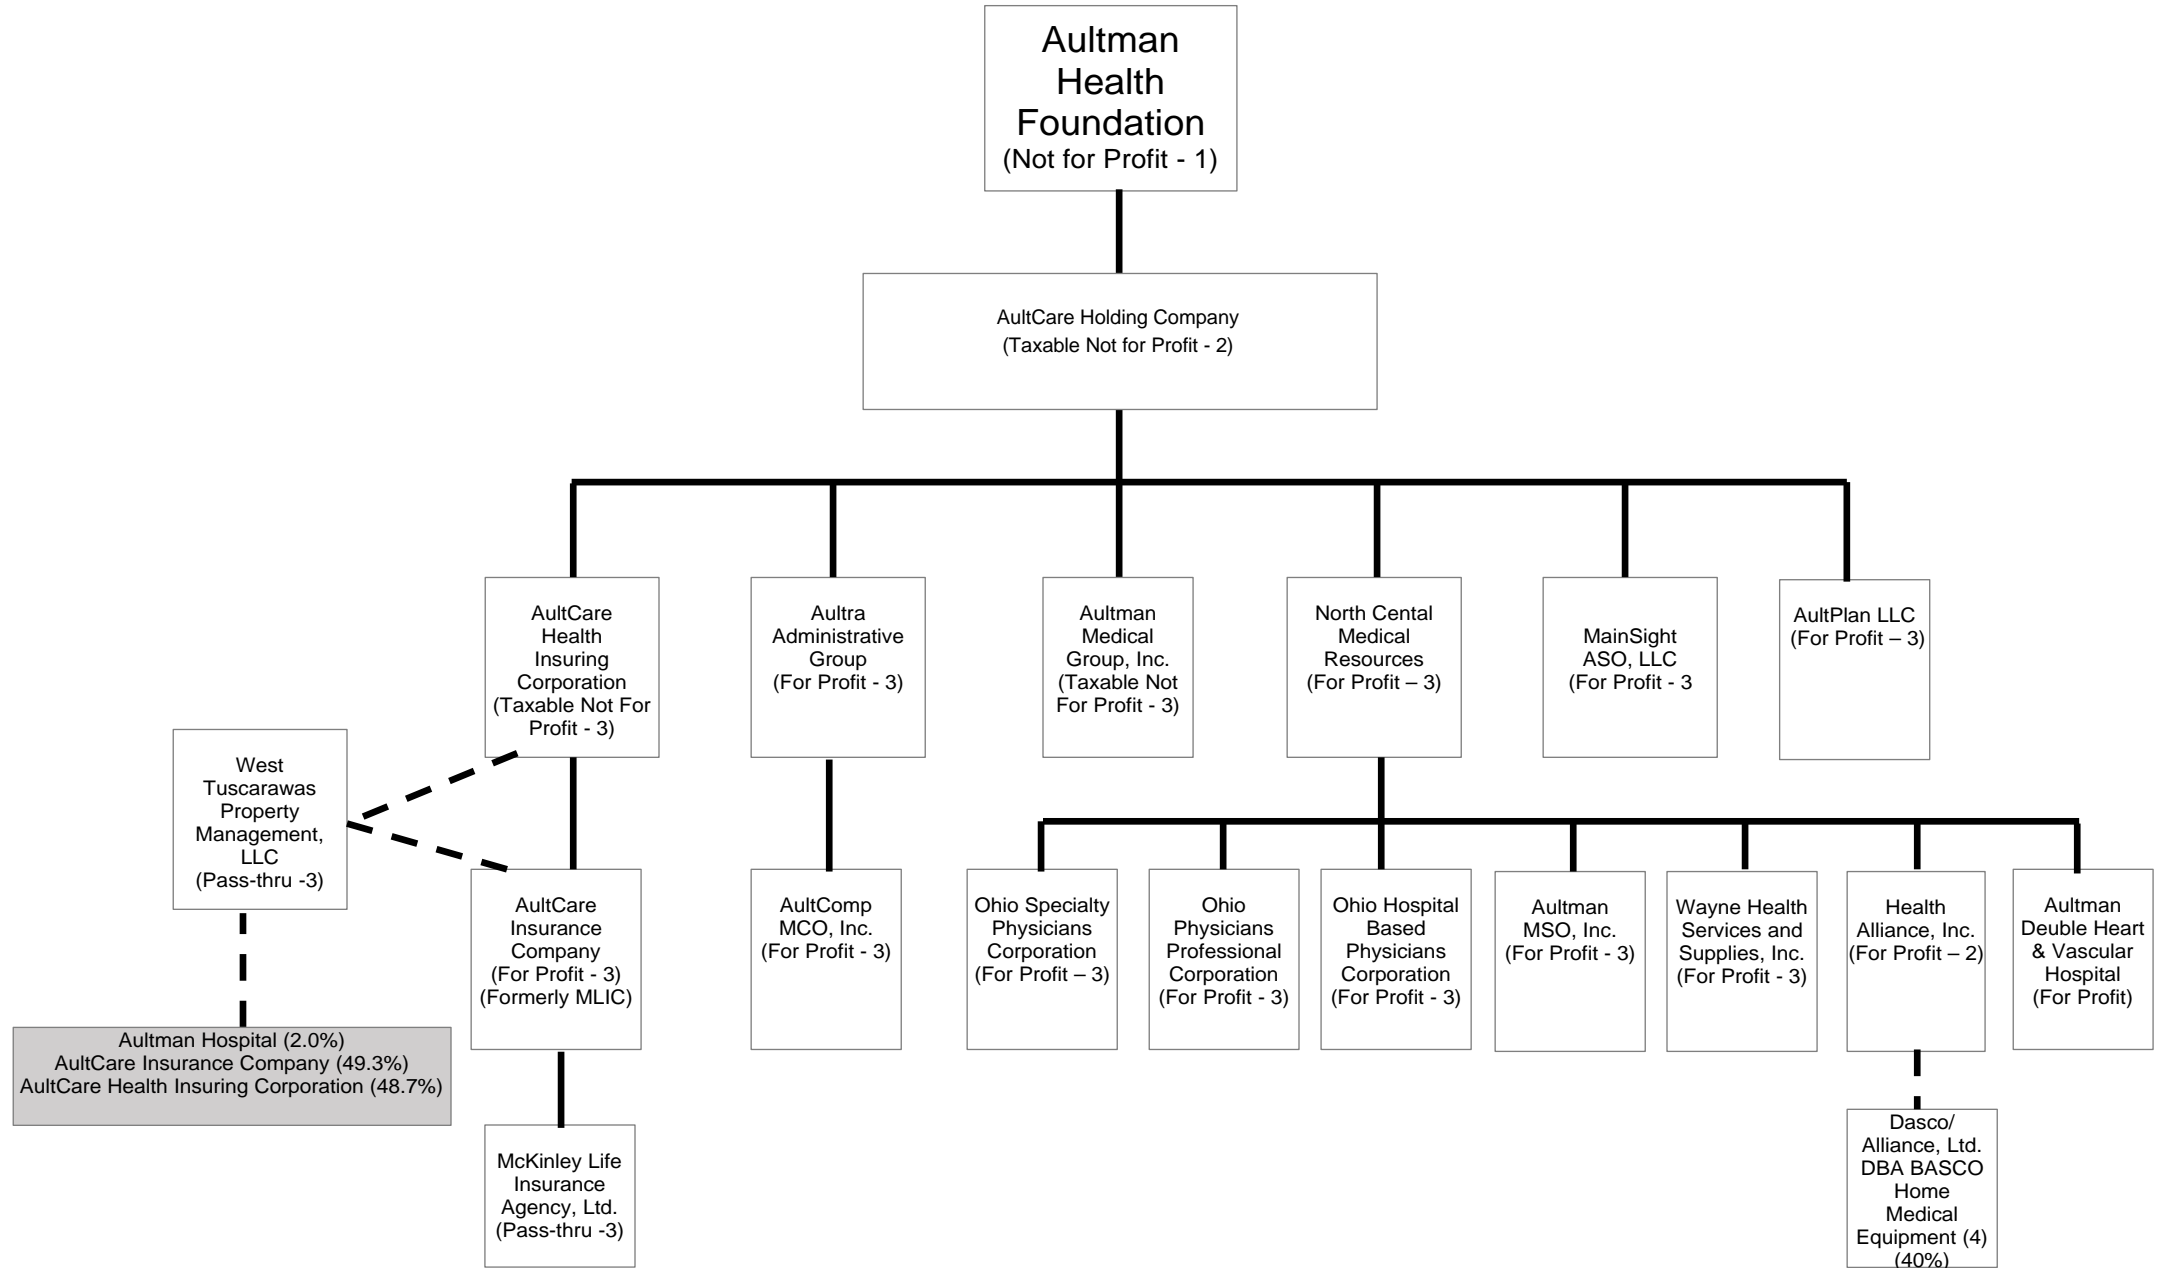 Aultman
Health
Foundation
(Not for Profit - 1)
AultCare Holding Company
(Taxable Not for Profit - 2)
AultCare
Health
Insuring
Corporation
(Taxable Not For
Profit - 3)
Aultra
Administrative
Group
(For Profit - 3)
Aultman
Medical
Group, Inc.
(Taxable Not
For Profit - 3)
North Cental
Medical
Resources
(For Profit – 3)
MainSight
ASO, LLC
(For Profit - 3
AultPlan LLC
(For Profit – 3)
West
Tuscarawas
Property
Management,
LLC
(Pass-thru -3)
AultCare
Insurance
Company
(For Profit - 3)
(Formerly MLIC)
AultComp
MCO, Inc.
(For Profit - 3)
Ohio Specialty
Physicians
Corporation
(For Profit – 3)
Ohio
Physicians
Professional
Corporation
(For Profit - 3)
Ohio Hospital
Based
Physicians
Corporation
(For Profit - 3)
Aultman
MSO, Inc.
(For Profit - 3)
Wayne Health
Services and
Supplies, Inc.
(For Profit - 3)
Health
Alliance, Inc.
(For Profit – 2)
Aultman
Deuble Heart
& Vascular
Hospital
(For Profit)
Aultman Hospital (2.0%)
AultCare Insurance Company (49.3%)
AultCare Health Insuring Corporation (48.7%)
McKinley Life
Insurance
Agency, Ltd.
(Pass-thru -3)
Dasco/
Alliance, Ltd.
DBA BASCO
Home
Medical
Equipment (4)
(40%)